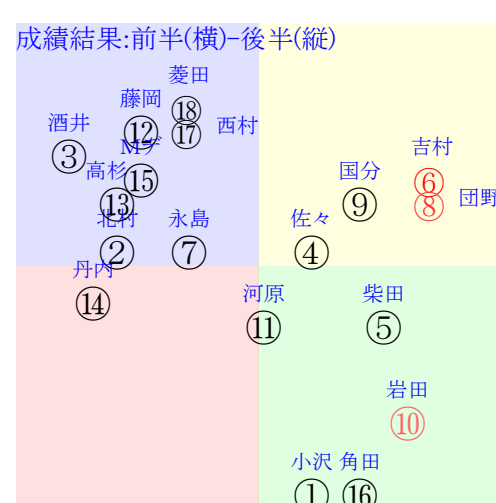 成績結果:前半(横)-後半(縦)
菱田
藤岡
⑱
酒井
⑫
⑰
西村
Mデ
吉村
③
高杉
国分
⑮
⑥
団野
⑬
⑨
⑧
北村
永島
佐々
②
⑦
④
丹内
⑭
河原
柴田
⑪
⑤
岩田
⑩
小沢
角田
①
⑯